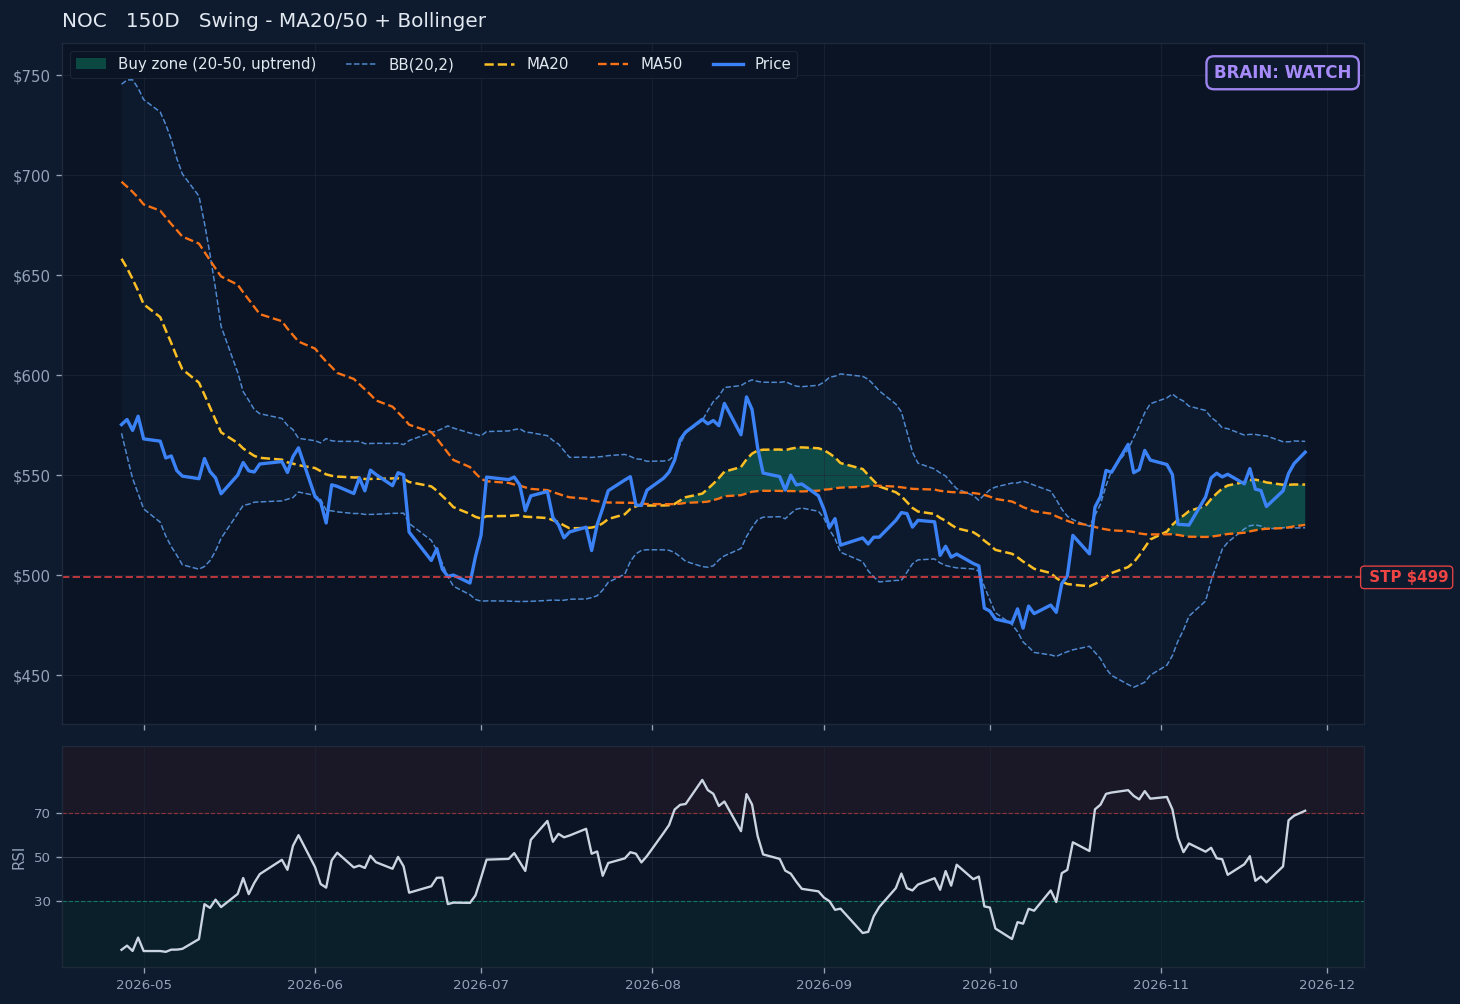 NOC 150D Swing - MA20/50 + Bollinger
Buy zone (20-50, uptrend) BB(20,2) MA20 MA50 Price
BRAIN: WATCH
$750
$700
$650
$600
$550
$500
$450
STP $499
RSI
70
50
30
2026-05 2026-06 2026-07 2026-08 2026-09 2026-10 2026-11 2026-12